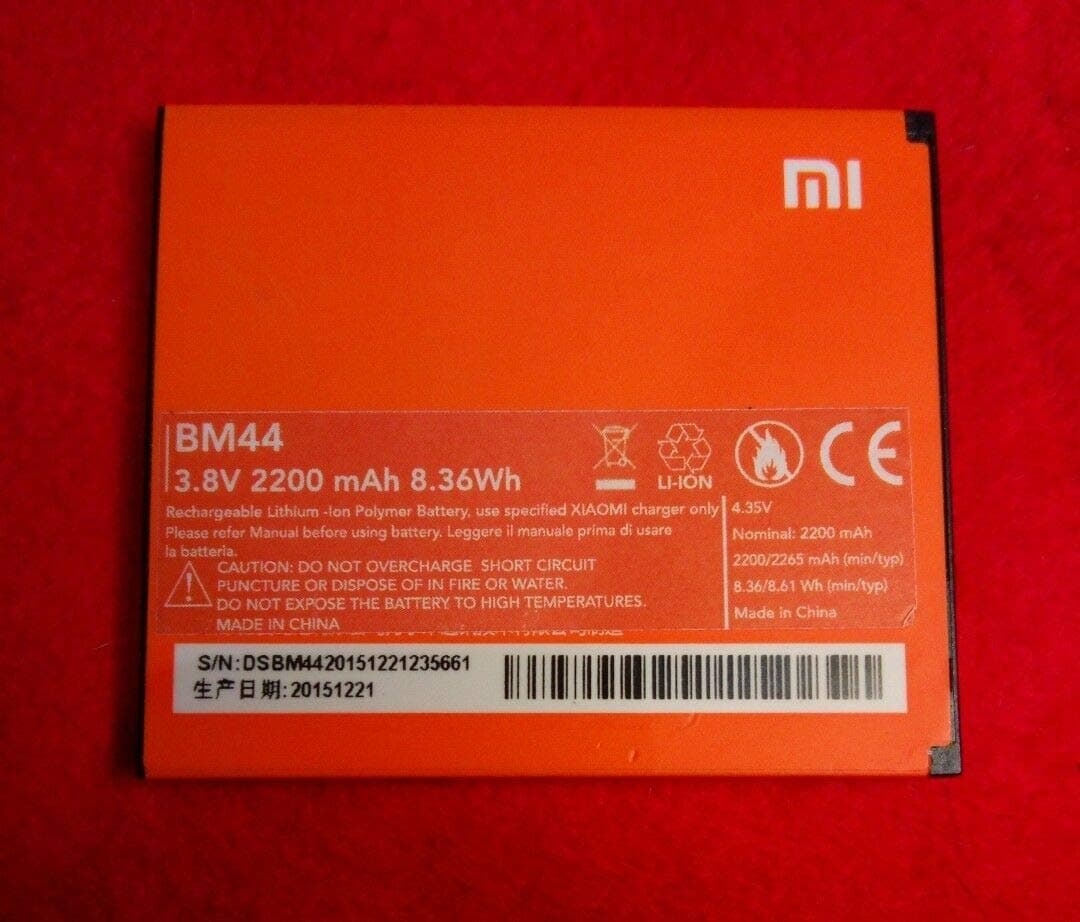 MI
BM44
3.8V 2200 mAh 8.36Wh
LI-ION
CE
Rechargeable Lithium -Ion Polymer Battery, use specified XIAOMI charger only
Please refer Manual before using battery. Leggere il manuale prima di usare
la batteria.
CAUTION: DO NOT OVERCHARGE SHORT CIRCUIT
PUNCTURE OR DISPOSE OF IN FIRE OR WATER.
DO NOT EXPOSE THE BATTERY TO HIGH TEMPERATURES.
MADE IN CHINA
4.35V
Nominal: 2200 mAh
2200/2265 mAh (min/typ)
8.36/8.61 Wh (min/typ)
Made in China
S/N:DSBM4420151221235661
生产日期:20151221